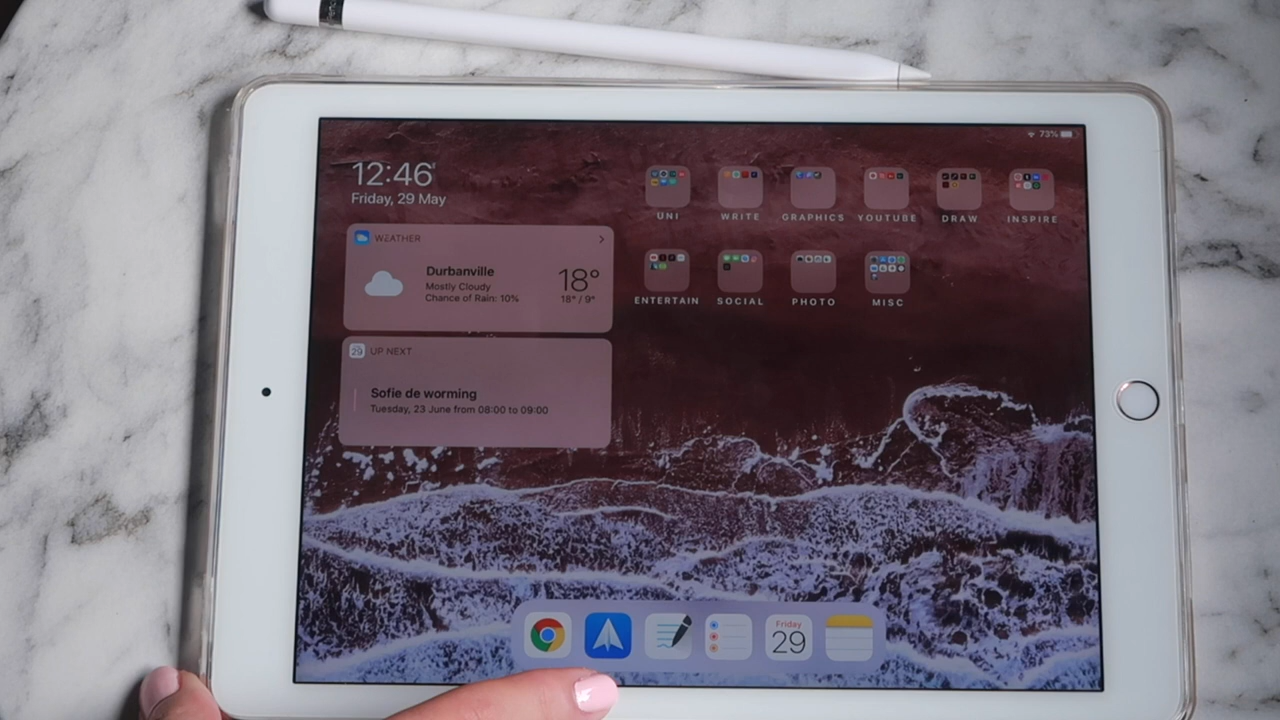 73%
12:46
Friday, 29 May
WEATHER
Durbanville
Mostly Cloudy
Chance of Rain: 10%
18°
18° / 9°
29
UP NEXT
Sofie de worming
Tuesday, 23 June from 08:00 to 09:00
UNI
WRITE
GRAPHICS
YOUTUBE
DRAW
INSPIRE
ENTERTAIN
SOCIAL
PHOTO
MISC
Friday
29